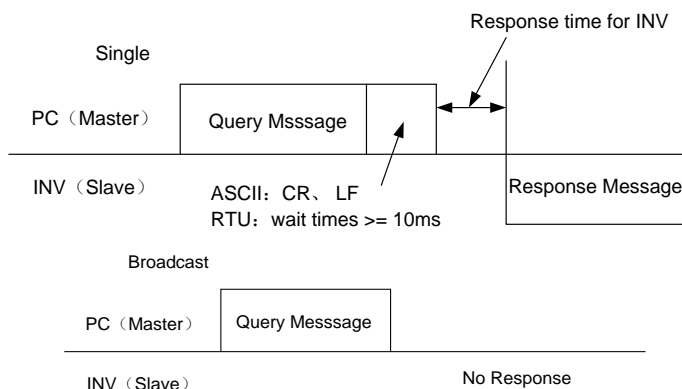 Response time for INV
Single
PC（Master） Query Msssage
INV（Slave） Response Message
ASCII：CR、LF
RTU：wait times >= 10ms
Broadcast
PC（Master） Query Messsage
INV（Slave） No Response